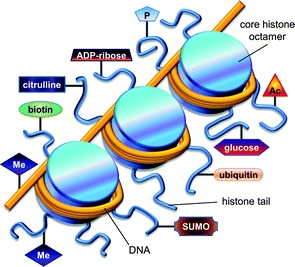 P
core histone
octamer
ADP-ribose
citrulline
Ac
biotin
glucose
Me
ubiquitin
histone tail
SUMO
DNA
Me